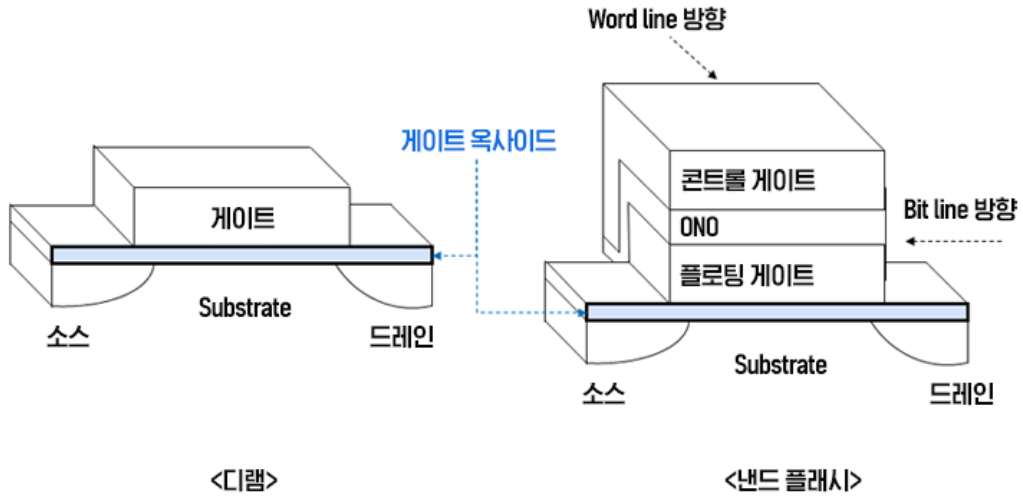 Word line 방향
게이트 옥사이드
게이트
Substrate
소스
드레인
<디램>
콘트롤 게이트
ONO
플로팅 게이트
Bit line 방향
Substrate
소스
드레인
<낸드 플래시>